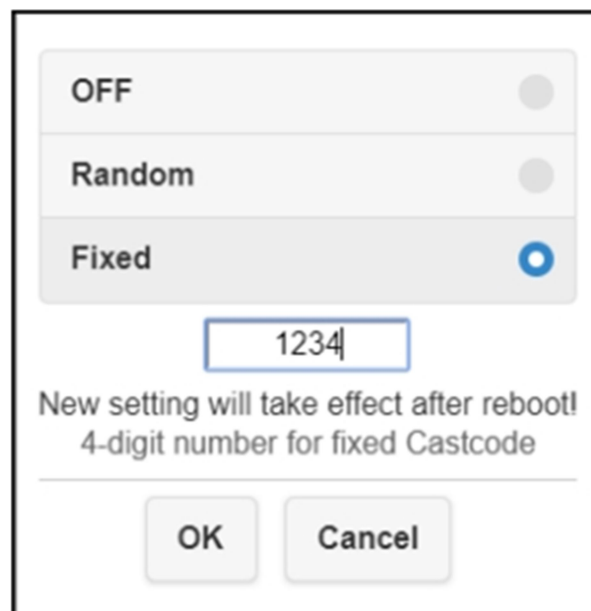 OFF
Random
Fixed
1234
New setting will take effect after reboot!
4-digit number for fixed Castcode
OK
Cancel